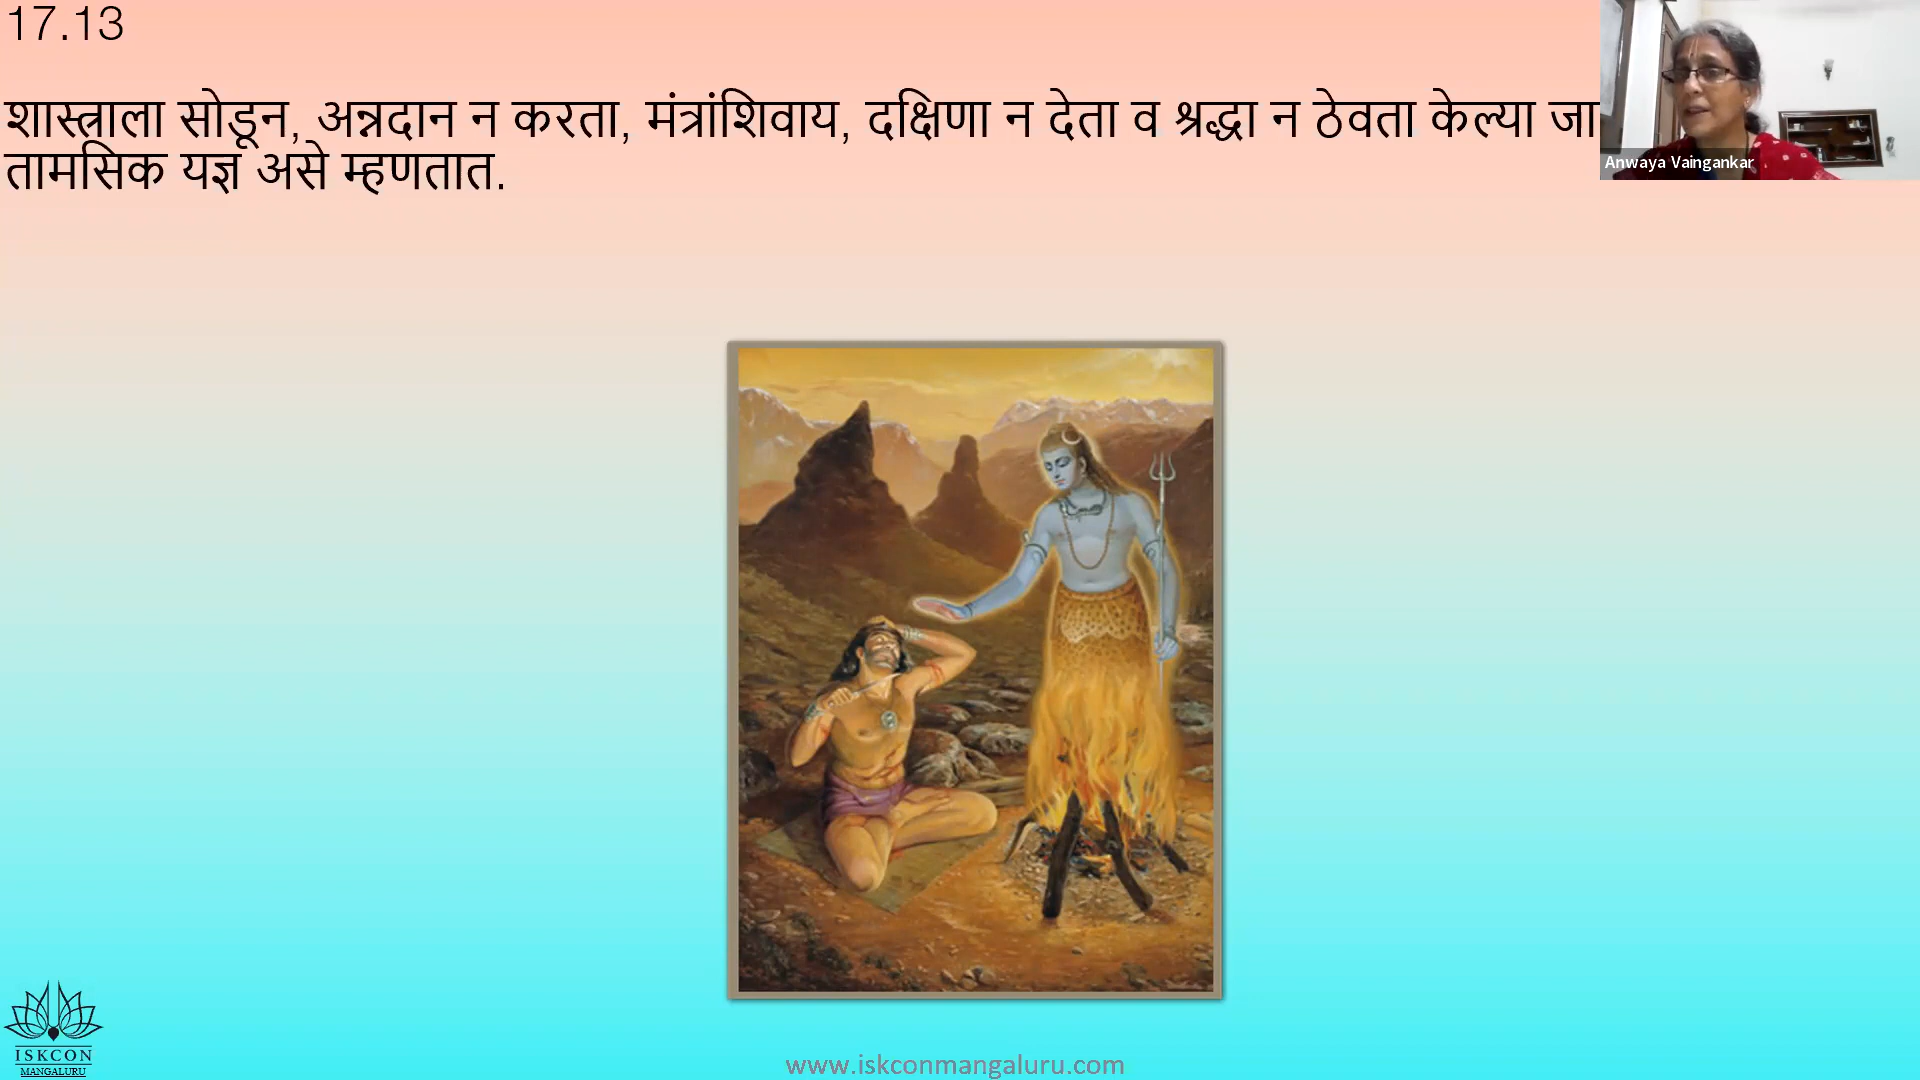 17.13
शास्त्राला सोडून, अन्नदान न करता, मंत्रांशिवाय, दक्षिणा न देता व श्रद्धा न ठेवता केल्या
तामसिक यज्ञ असे म्हणतात.
Anwaya Vaingankar
ISKCON
MANGALURU
www.iskconmangaluru.com